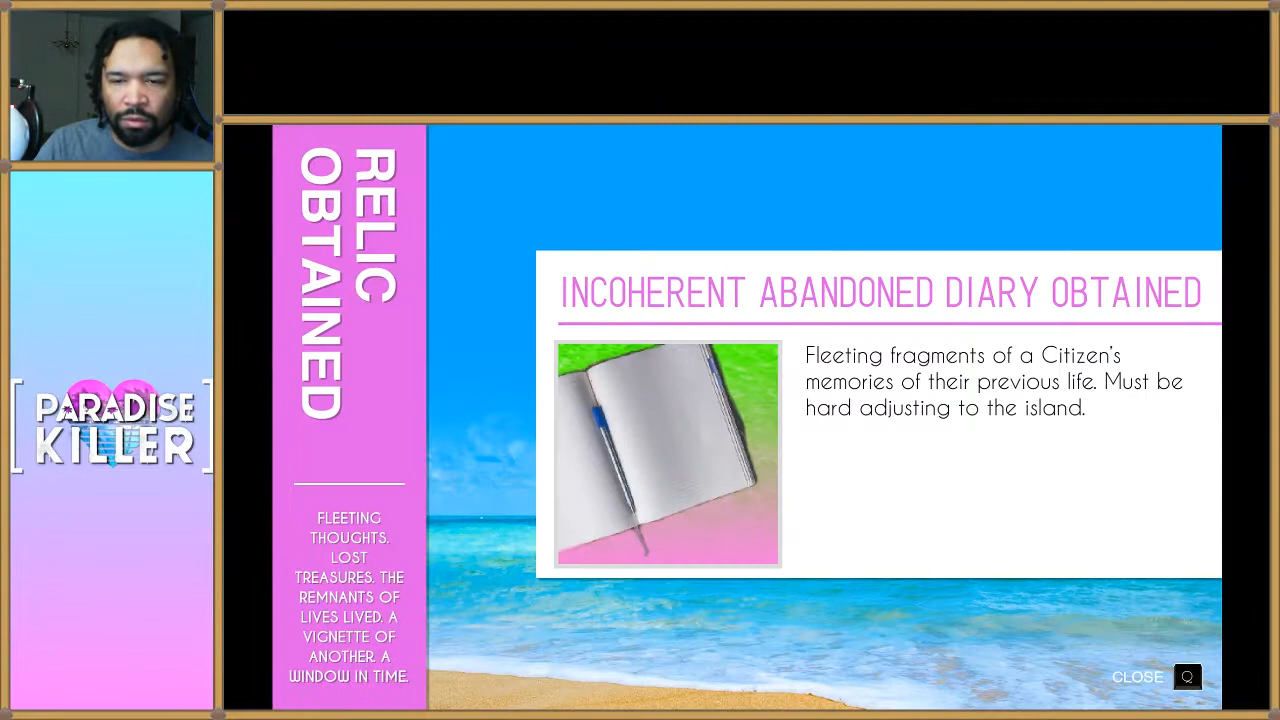 RELIC
OBTAINED
FLEETING
THOUGHTS.
LOST
TREASURES. THE
REMNANTS OF
LIVES LIVED. A
VIGNETTE OF
ANOTHER. A
WINDOW IN TIME.
INCOHERENT ABANDONED DIARY OBTAINED
Fleeting fragments of a Citizen's
memories of their previous life. Must be
hard adjusting to the island.
CLOSE Q
[PARADISE
KILLER]